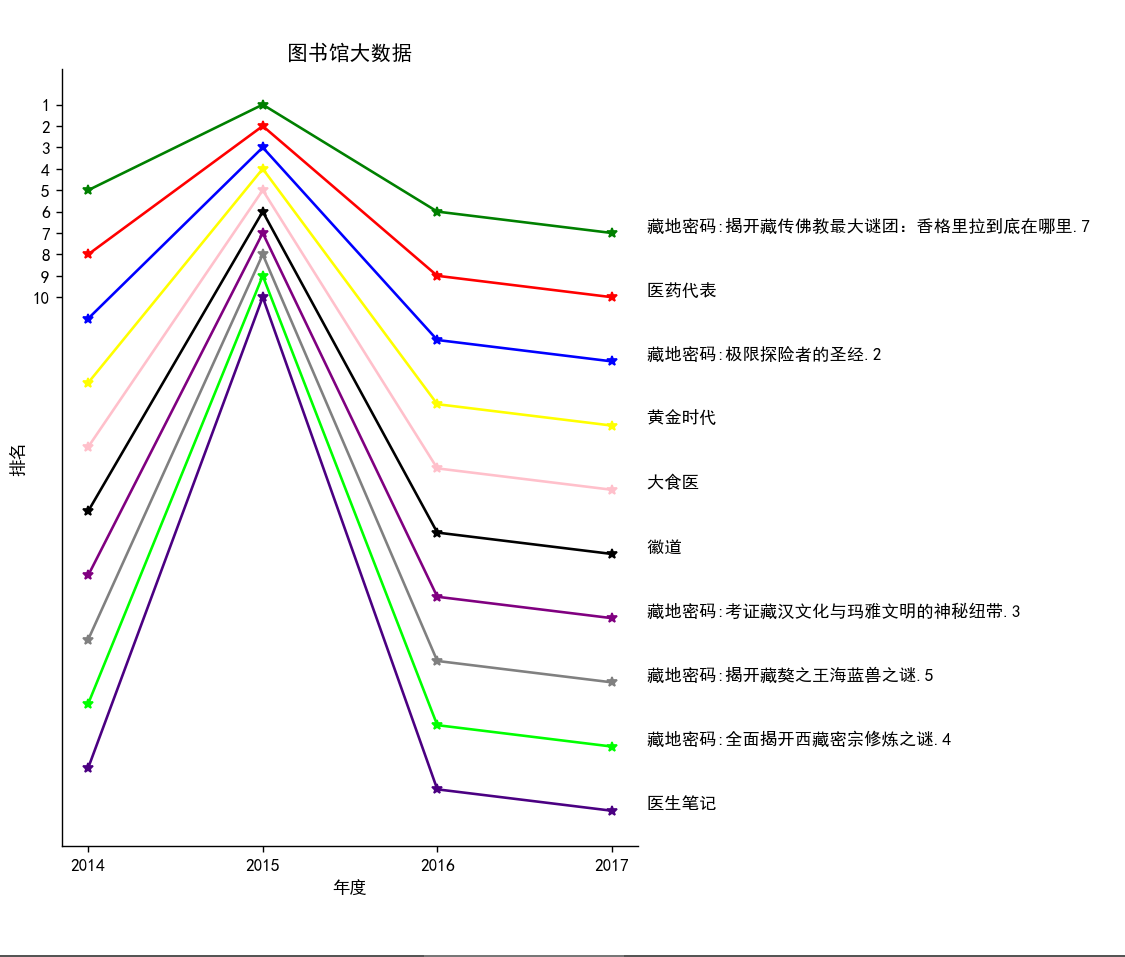 图书馆大数据
1
2
3
4
5
6
7
8
9
10
排名
藏地密码:揭开藏传佛教最大谜团：香格里拉到底在哪里.7
医药代表
藏地密码:极限探险者的圣经.2
黄金时代
大食医
徽道
藏地密码:考证藏汉文化与玛雅文明的神秘纽带.3
藏地密码:揭开藏獒之王海蓝兽之谜.5
藏地密码:全面揭开西藏密宗修炼之谜.4
医生笔记
2014 2015 2016 2017
年度